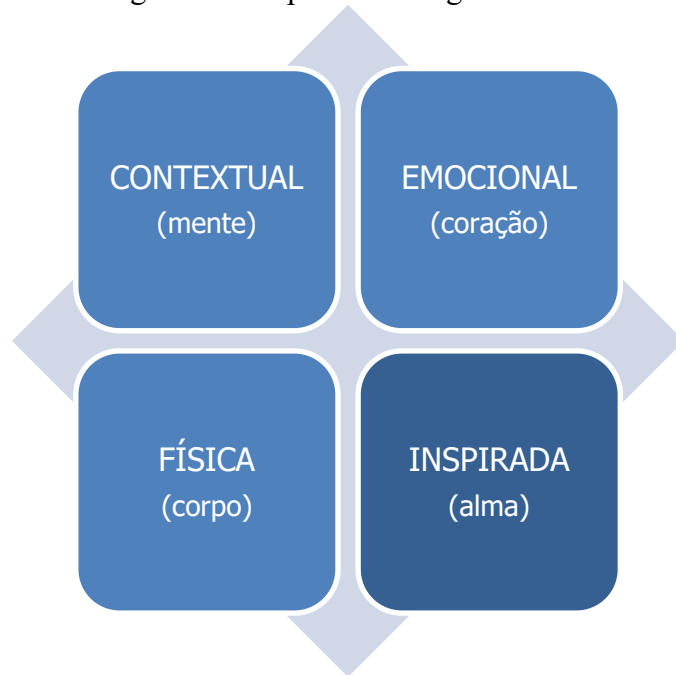 CONTEXTUAL
(mente)
EMOCIONAL
(coração)
FÍSICA
(corpo)
INSPIRADA
(alma)